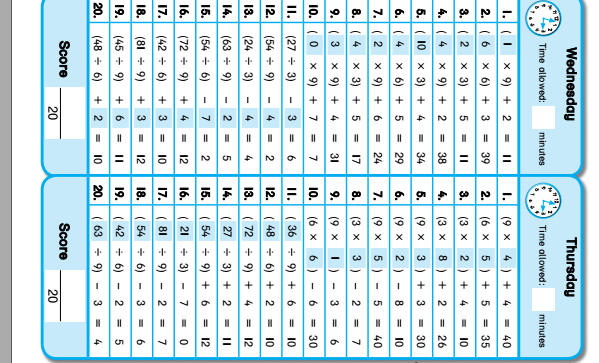 Wednesday
Time allowed: minutes
1. (1 × 9) + 2 = 11
2. (6 × 6) + 3 = 39
3. (2 × 3) + 5 = 11
4. (4 × 9) + 2 = 38
5. (10 × 3) + 4 = 34
6. (4 × 6) + 5 = 29
7. (2 × 9) + 6 = 24
8. (4 × 3) + 5 = 17
9. (3 × 9) + 4 = 31
10. (0 × 9) + 7 = 7
11. (27 ÷ 3) − 3 = 6
12. (54 ÷ 9) − 4 = 2
13. (24 ÷ 3) − 4 = 4
14. (63 ÷ 9) − 2 = 5
15. (54 ÷ 6) − 7 = 2
16. (72 ÷ 9) + 4 = 12
17. (42 ÷ 6) + 3 = 10
18. (81 ÷ 9) + 3 = 12
19. (45 ÷ 9) + 6 = 11
20. (48 ÷ 6) + 2 = 10
Score 20
Thursday
Time allowed: minutes
1. (9 × 4) + 4 = 40
2. (6 × 5) + 5 = 35
3. (3 × 2) + 4 = 10
4. (3 × 8) + 2 = 26
5. (9 × 3) + 3 = 30
6. (9 × 2) − 8 = 10
7. (9 × 5) − 5 = 40
8. (3 × 3) − 2 = 7
9. (9 × 1) − 3 = 6
10. (6 × 6) − 6 = 30
11. (36 ÷ 9) + 6 = 10
12. (48 ÷ 6) + 2 = 10
13. (72 ÷ 9) + 4 = 12
14. (27 ÷ 3) + 2 = 11
15. (54 ÷ 9) + 6 = 12
16. (21 ÷ 3) − 7 = 0
17. (81 ÷ 9) − 2 = 7
18. (54 ÷ 6) − 3 = 6
19. (42 ÷ 6) − 2 = 5
20. (63 ÷ 9) − 3 = 4
Score 20